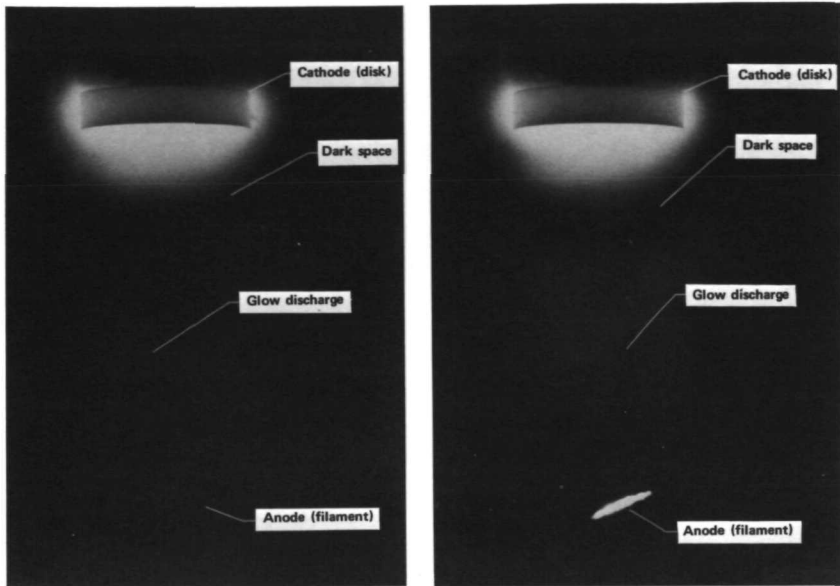 Cathode (disk)
Dark space
Glow discharge
Anode (filament)
Cathode (disk)
Dark space
Glow discharge
Anode (filament)